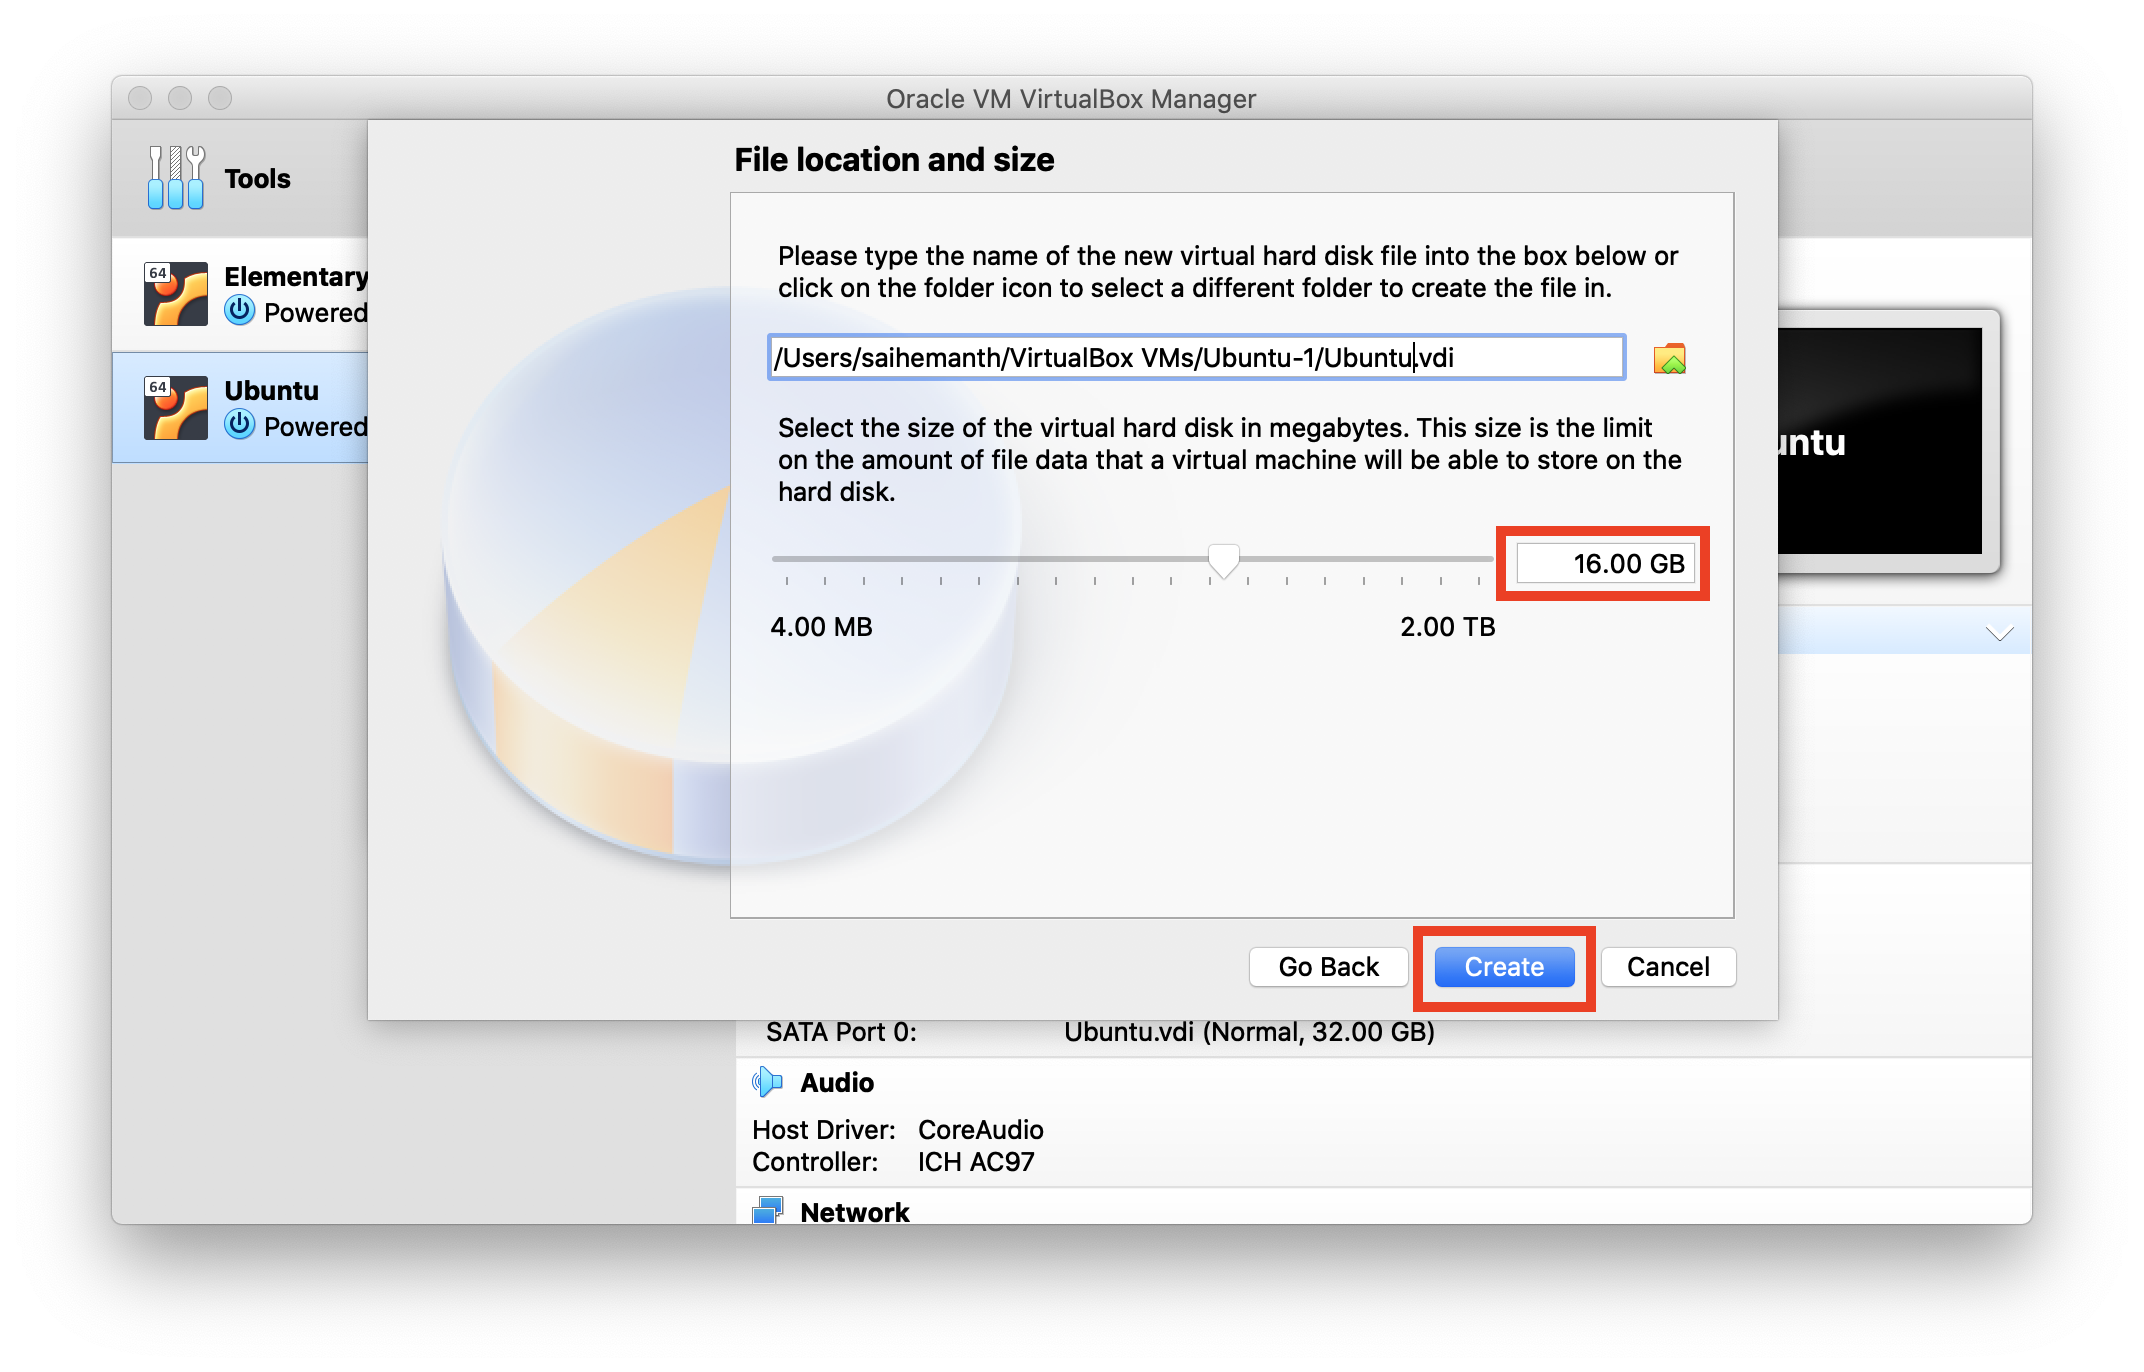 Oracle VM VirtualBox Manager
Tools
64
Elementary
Powered
64
Ubuntu
Powered
File location and size
Please type the name of the new virtual hard disk file into the box below or
click on the folder icon to select a different folder to create the file in.
/Users/saihemanth/VirtualBox VMs/Ubuntu-1/Ubuntu.vdi
Select the size of the virtual hard disk in megabytes. This size is the limit
on the amount of file data that a virtual machine will be able to store on the
hard disk.
16.00 GB
4.00 MB
2.00 TB
untu
Go Back
Create
Cancel
SATA Port 0: Ubuntu.vdi (Normal, 32.00 GB)
Audio
Host Driver: CoreAudio
Controller: ICH AC97
Network